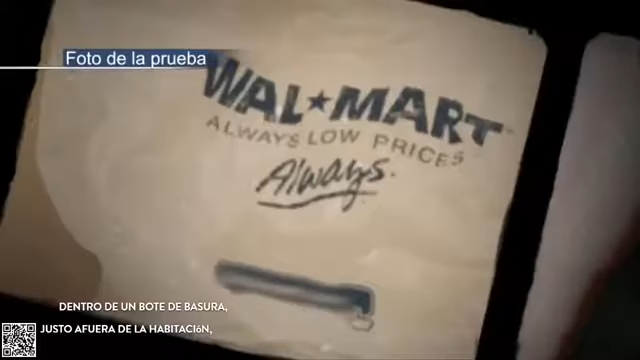 Foto de la prueba
WAL★MART
ALWAYS LOW PRICES
Always.
DENTRO DE UN BOTE DE BASURA,
JUSTO AFUERA DE LA HABITACIóN,